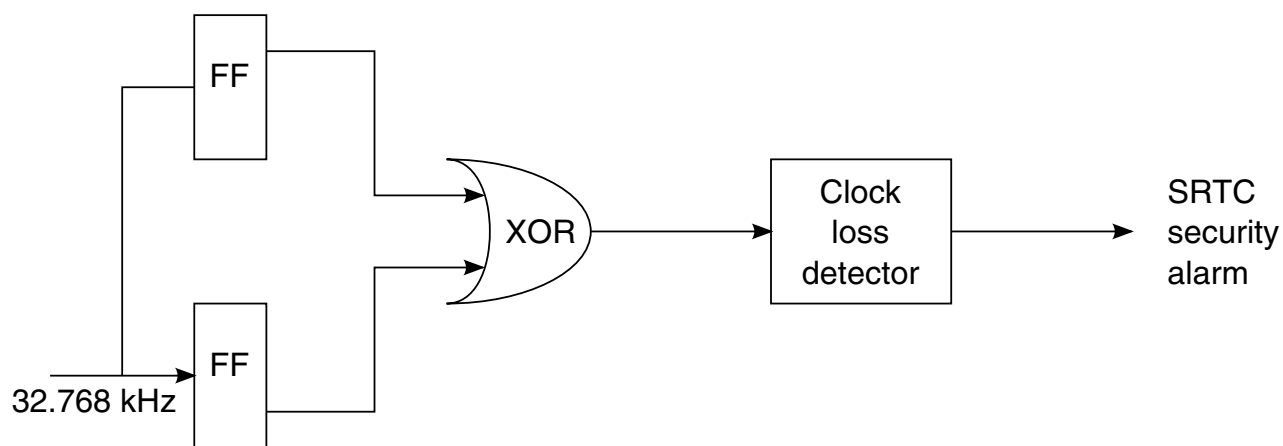 FF
XOR
Clock
loss
detector
SRTC
security
alarm
FF
32.768 kHz